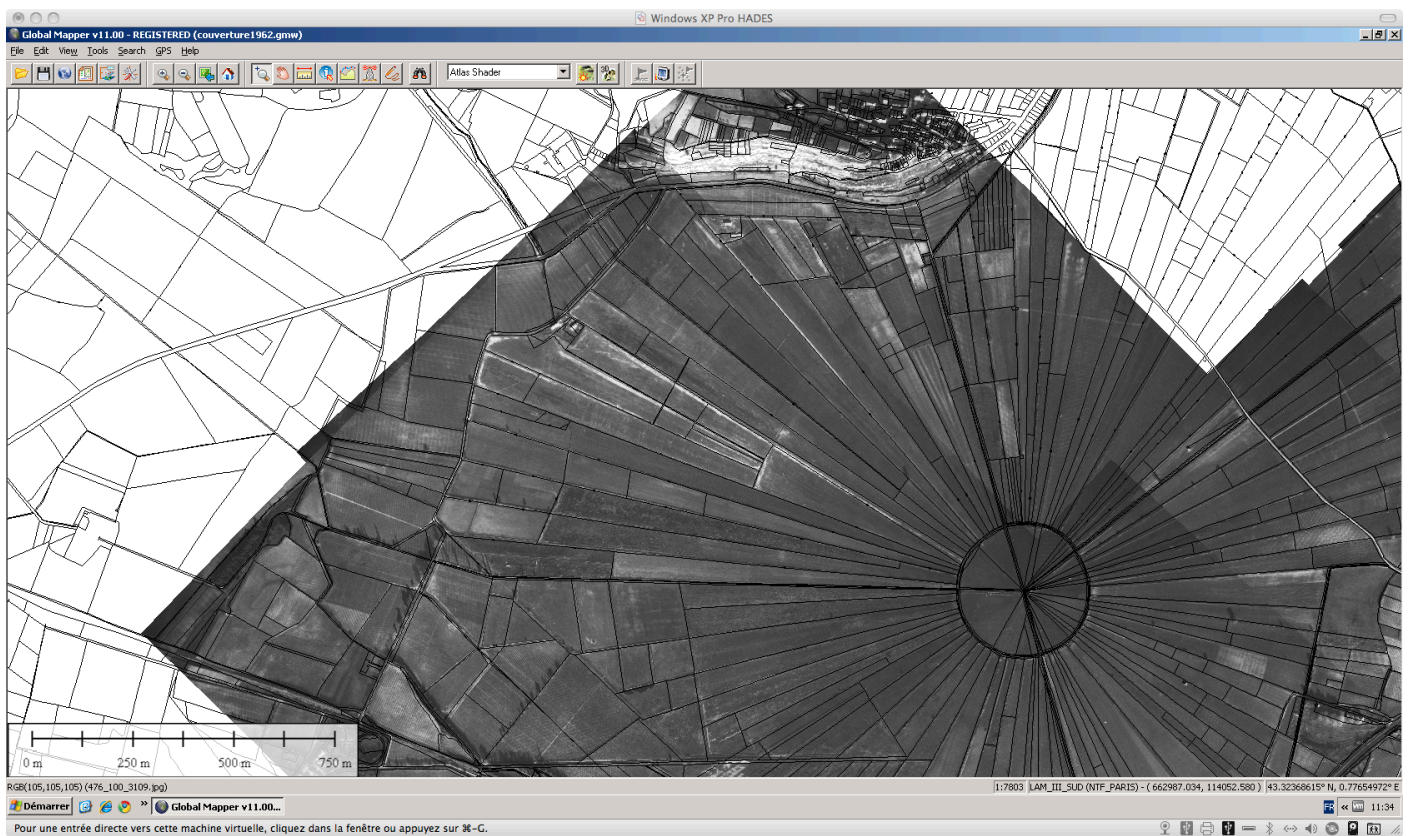 Windows XP Pro HADES
Global Mapper v11.00 - REGISTERED (couverture1962.gmw)
File Edit View Tools Search GPS Help
Atlas Shader
0 m 250 m 500 m 750 m
RGB(105,105,105) (476_100_3109.jpg) 1:7803 LAM_III_SUD (NTF_PARIS) - ( 662987.034, 114052.580 ) 43.32368615° N, 0.77654972° E
Démarrer » Global Mapper v11.00... FR « 11:34
Pour une entrée directe vers cette machine virtuelle, cliquez dans la fenêtre ou appuyez sur ⌘-G.